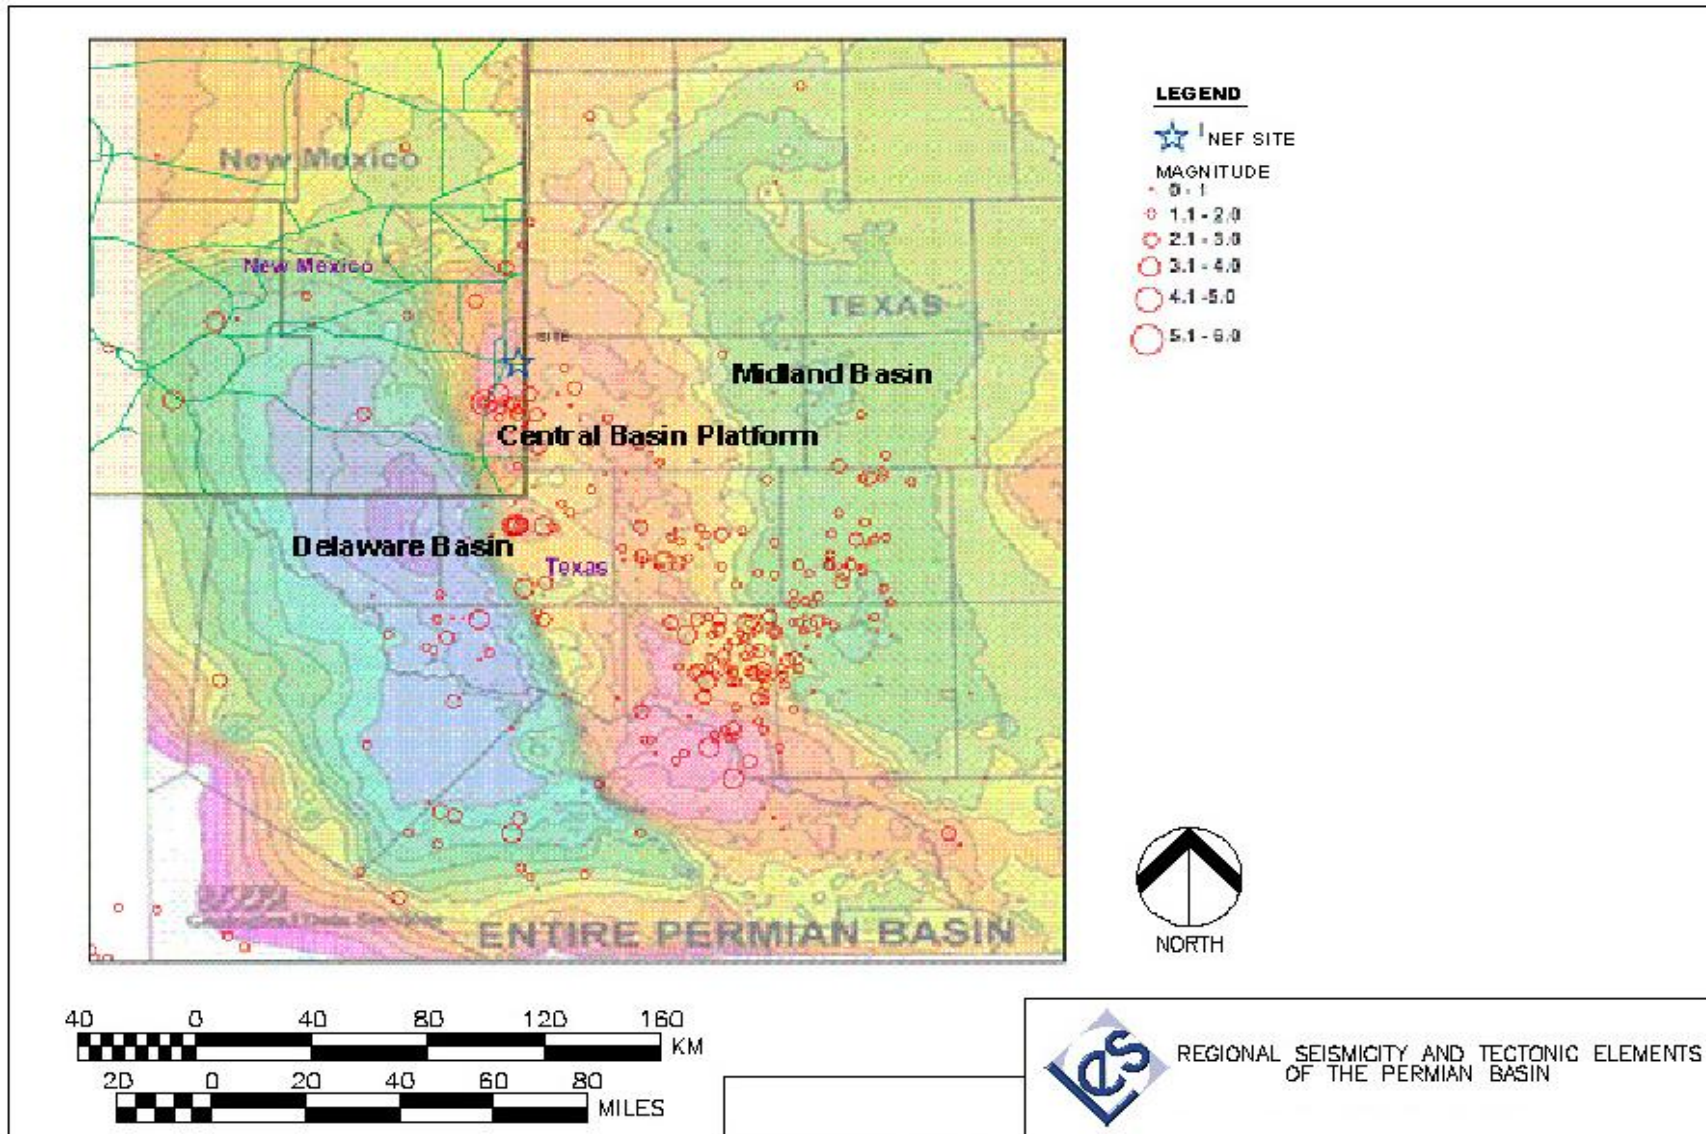 LEGEND
NEF SITE
MAGNITUDE
0 - 1
1.1 - 2.0
2.1 - 3.0
3.1 - 4.0
4.1 - 5.0
5.1 - 6.0
New Mexico
New Mexico
TEXAS
SITE
Midland Basin
Central Basin Platform
Delaware Basin
Texas
ENTIRE PERMIAN BASIN
NORTH
40 0 40 80 120 160
KM
20 0 20 40 60 80
MILES
Les
REGIONAL SEISMICITY AND TECTONIC ELEMENTS
OF THE PERMIAN BASIN